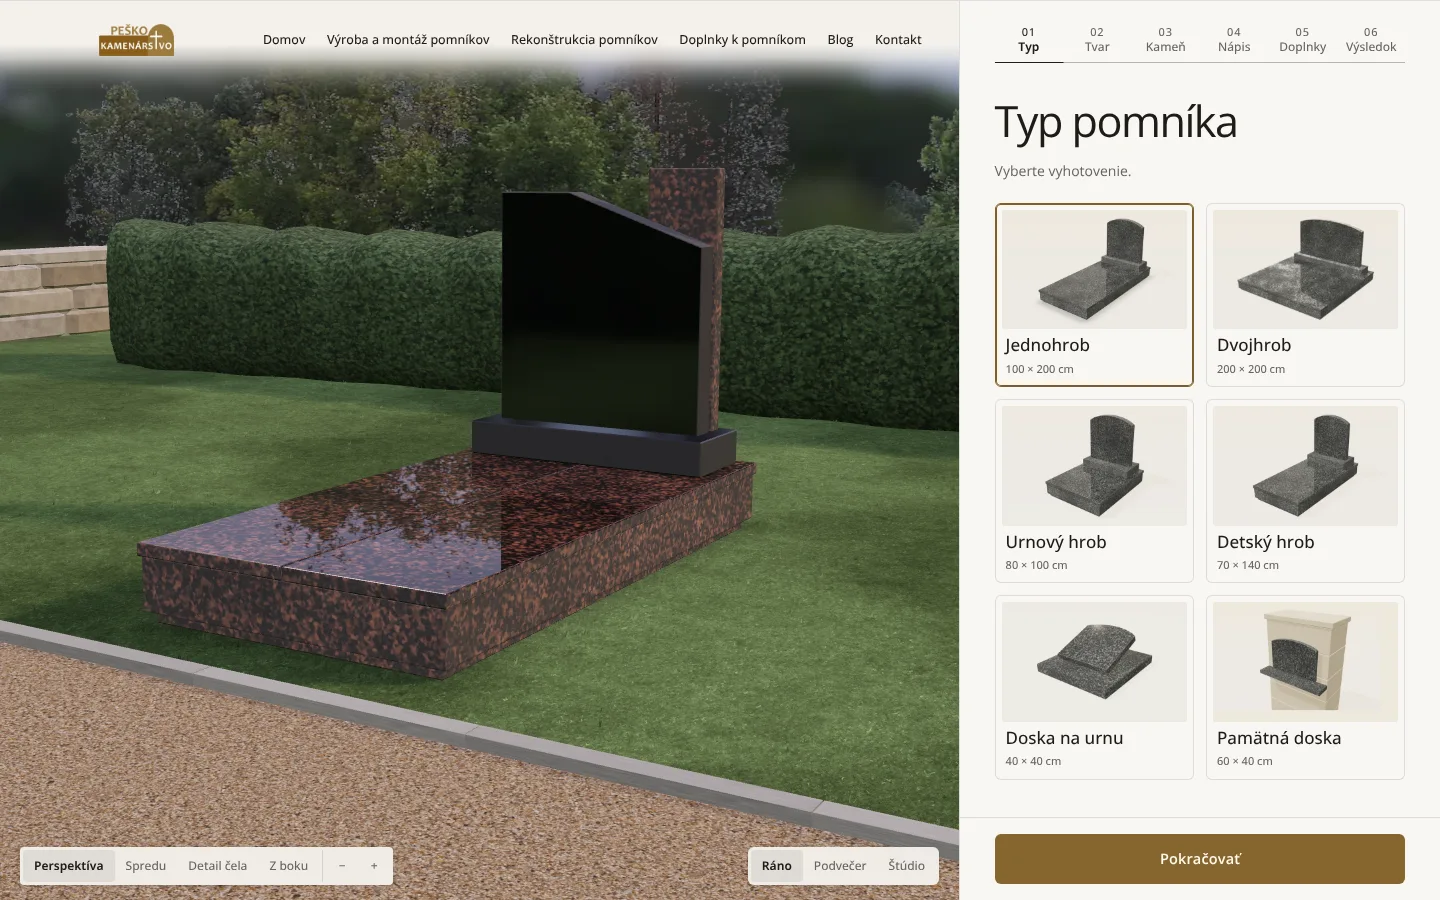 PEŠKO
KAMENÁRSTVO
Domov
Výroba a montáž pomníkov
Rekonštrukcia pomníkov
Doplnky k pomníkom
Blog
Kontakt
01
Typ
02
Tvar
03
Kameň
04
Nápis
05
Doplnky
06
Výsledok
Typ pomníka
Vyberte vyhotovenie.
Jednohrob
100 × 200 cm
Dvojhrob
200 × 200 cm
Urnový hrob
80 × 100 cm
Detský hrob
70 × 140 cm
Doska na urnu
40 × 40 cm
Pamätná doska
60 × 40 cm
Perspektíva
Spredu
Detail čela
Z boku
−
+
Ráno
Podvečer
Štúdio
Pokračovať